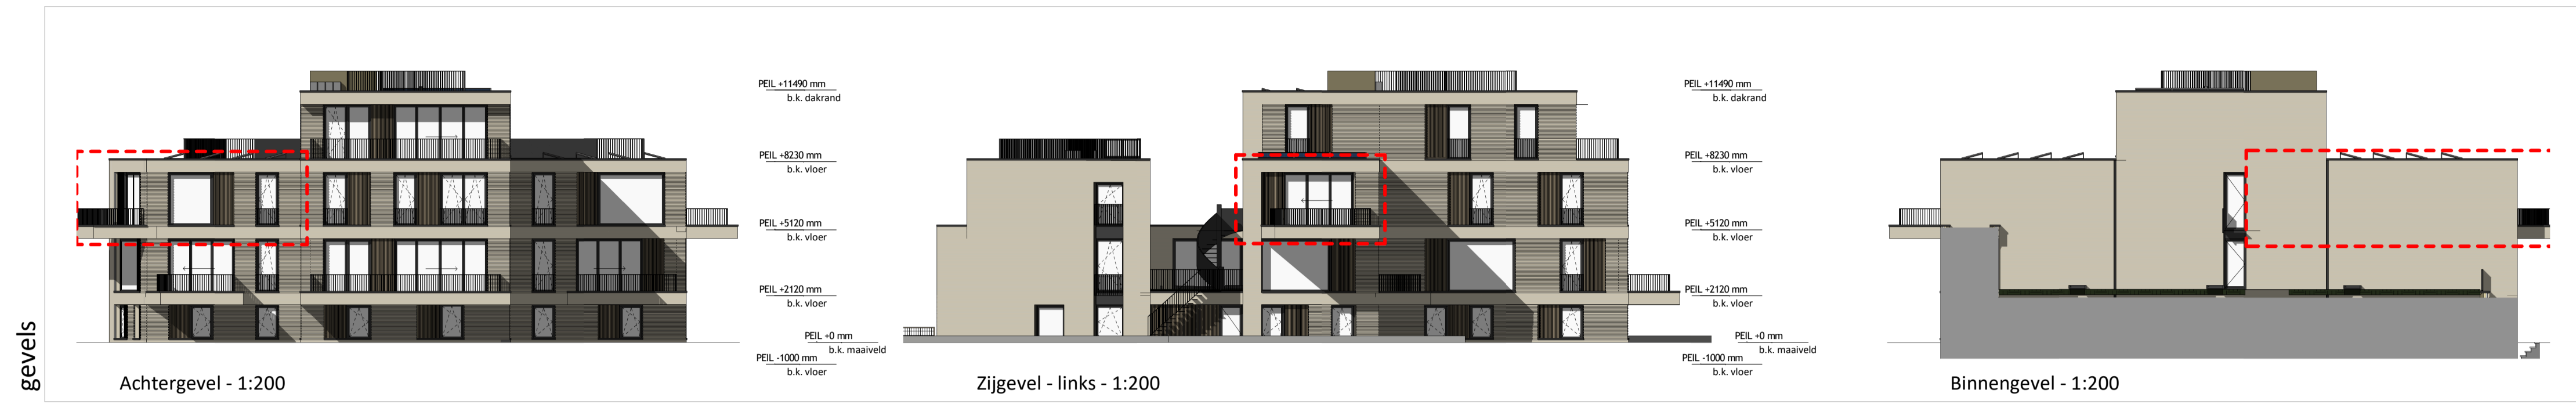 gevels
PEIL +11490 mm
b.k. dakrand
PEIL +8230 mm
b.k. vloer
PEIL +5120 mm
b.k. vloer
PEIL +2120 mm
b.k. vloer
PEIL +0 mm
b.k. maaiveld
PEIL -1000 mm
b.k. vloer
Achtergevel - 1:200
PEIL +11490 mm
b.k. dakrand
PEIL +8230 mm
b.k. vloer
PEIL +5120 mm
b.k. vloer
PEIL +2120 mm
b.k. vloer
PEIL +0 mm
b.k. maaiveld
PEIL -1000 mm
b.k. vloer
Zijgevel - links - 1:200
Binnengevel - 1:200